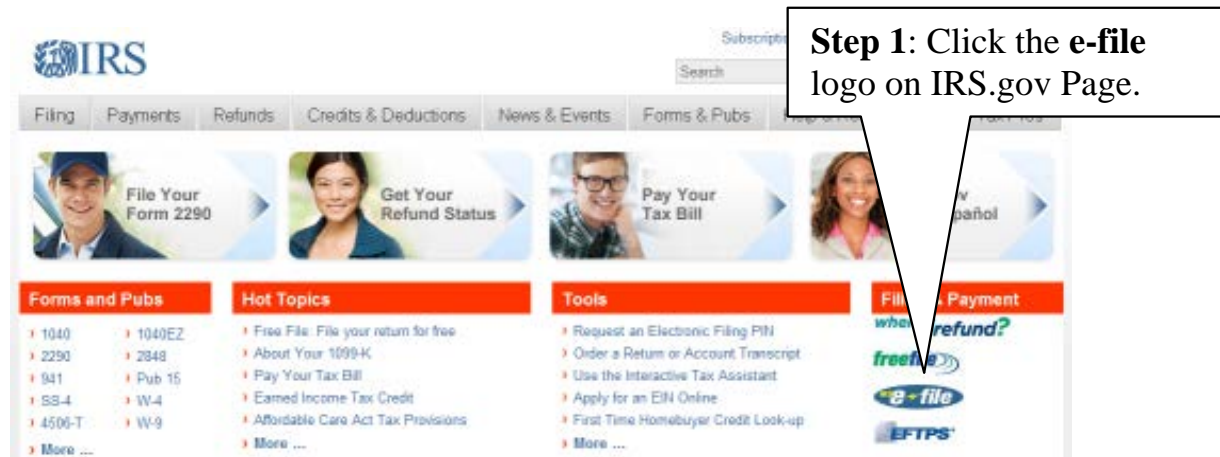 Step 1: Click the e-file
logo on IRS.gov Page.
IRS
Search
Filing Payments Refunds Credits & Deductions News & Events Forms & Pubs
File Your
Form 2290
Get Your
Refund Status
Pay Your
Tax Bill
Forms and Pubs
1040
2290
941
SS-4
4506-T
1040EZ
2848
Pub 15
W-4
W-9
More ...
Hot Topics
Free File: File your return for free
About Your 1099-K
Pay Your Tax Bill
Earned Income Tax Credit
Affordable Care Act Tax Provisions
More ...
Tools
Request an Electronic Filing PIN
Order a Return or Account Transcript
Use the Interactive Tax Assistant
Apply for an EIN Online
First Time Homebuyer Credit Look-up
More ...
Payment
refund?
freefile
e-file
EFTPS